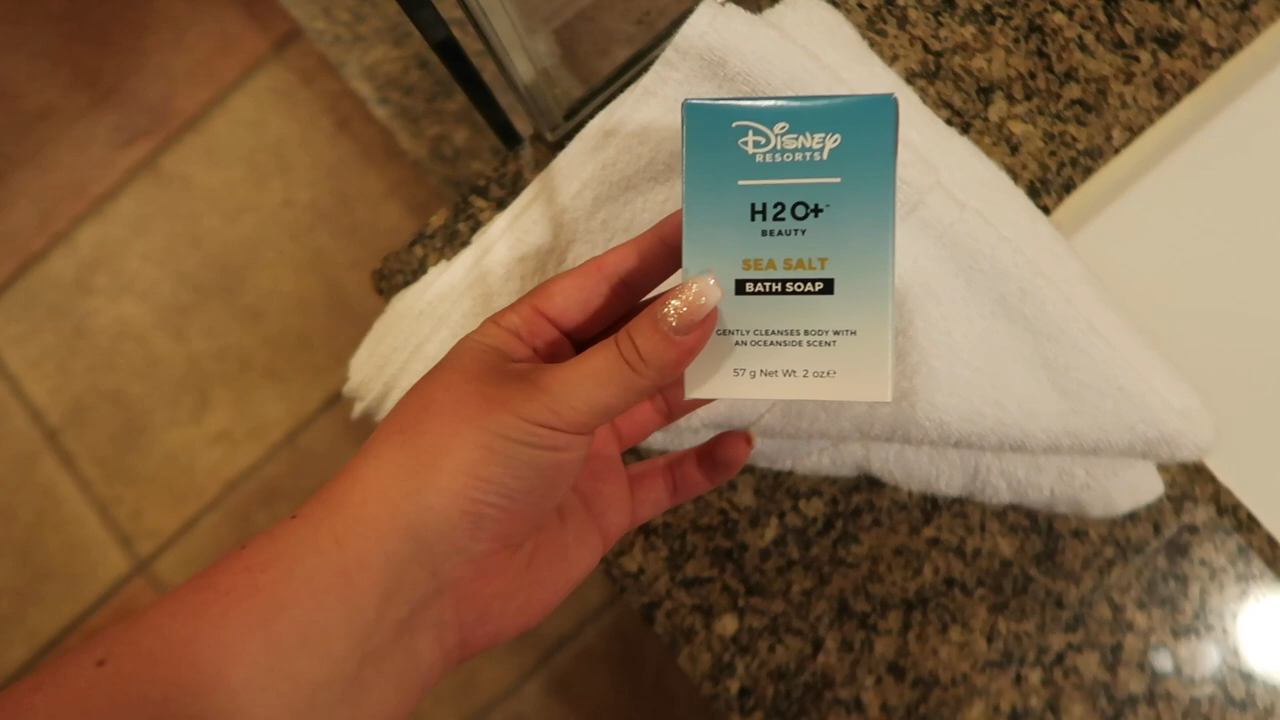 Disney
RESORTS
H2O+™
BEAUTY
SEA SALT
BATH SOAP
GENTLY CLEANSES BODY WITH
AN OCEANSIDE SCENT
57 g Net Wt. 2 oz.℮